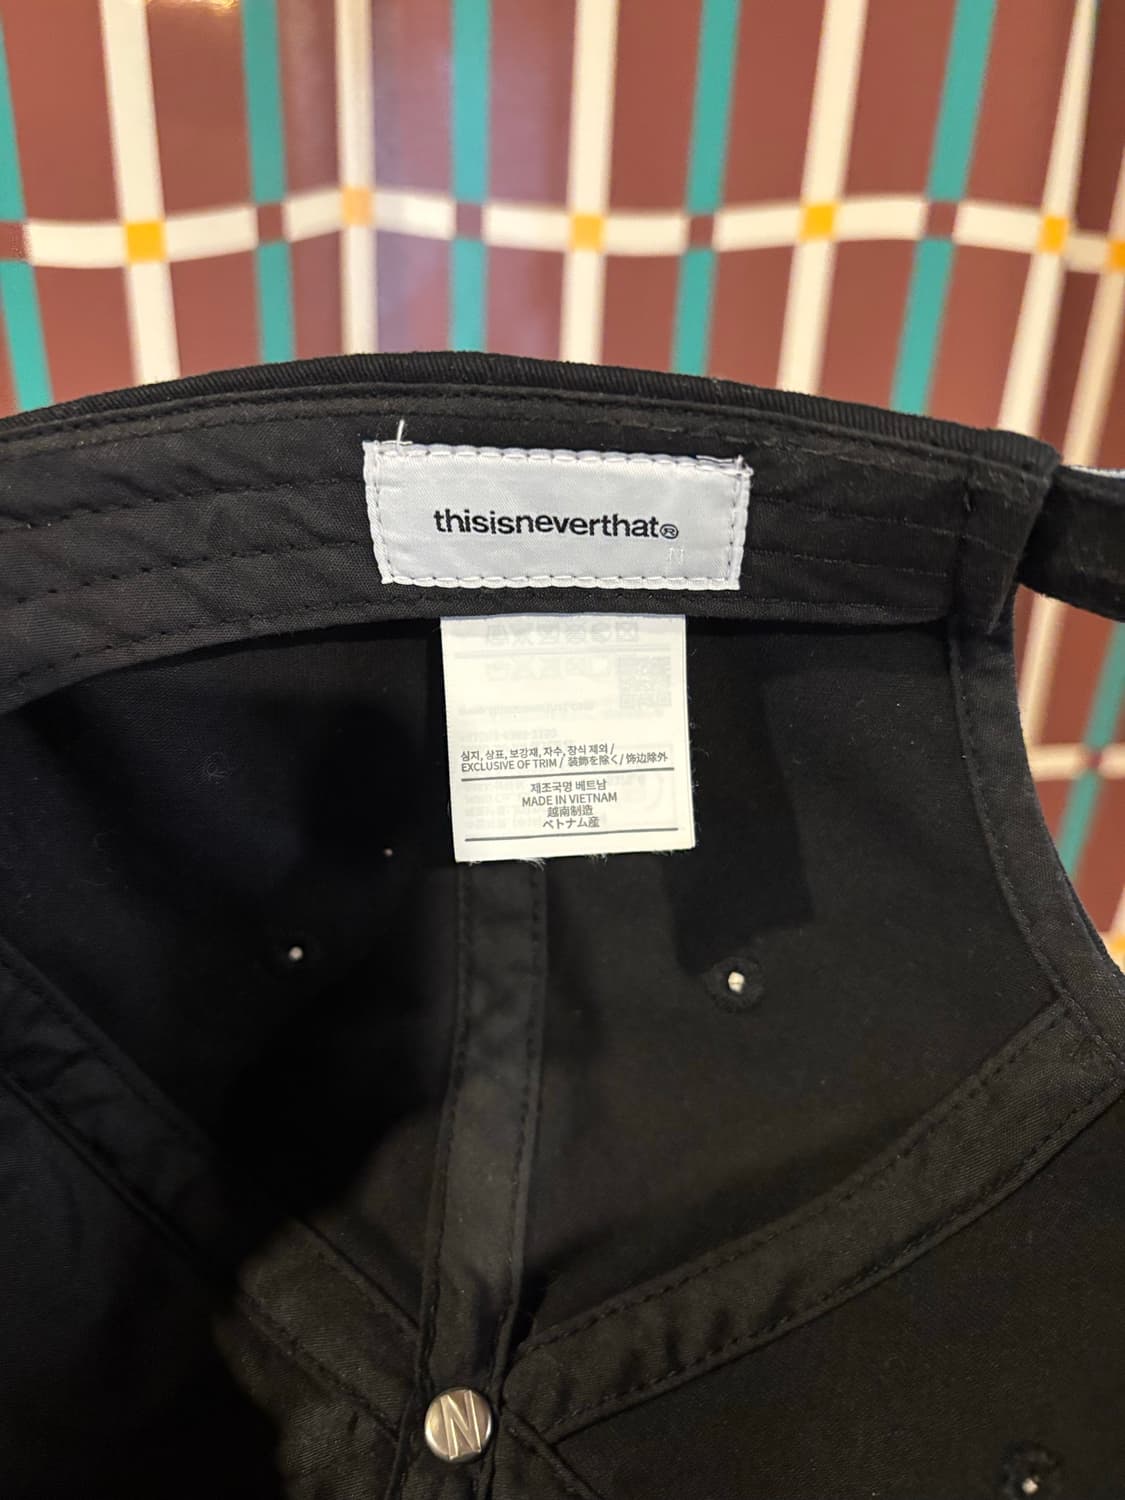 thisisneverthat®
N
심지, 상표, 보강재, 자수, 장식 제외 /
EXCLUSIVE OF TRIM / 装飾を除く/ 饰边除外
제조국명 베트남
MADE IN VIETNAM
越南制造
ベトナム産
N